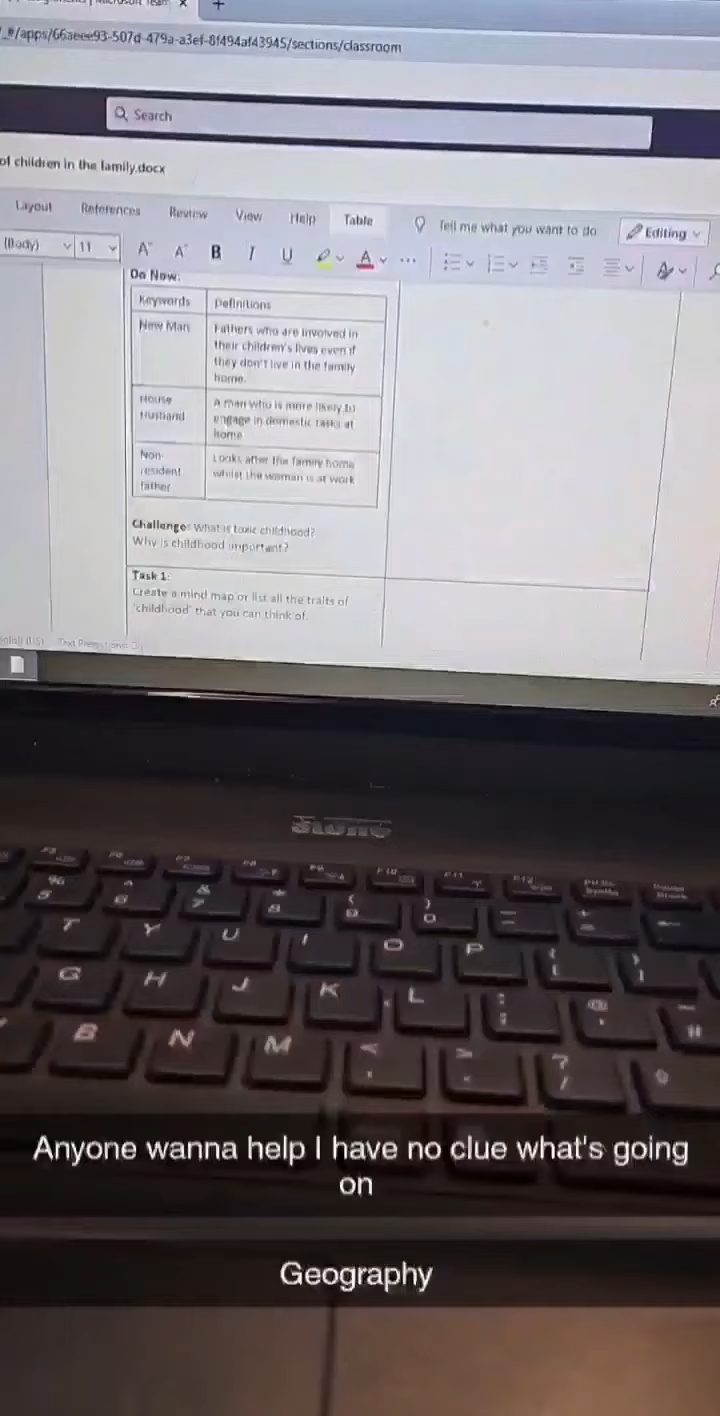 /apps/66aeee93-507d-479a-a3ef-8f494af43945/sections/classroom
Search
of children in the family.docx
Layout References Review View Help Table Tell me what you want to do Editing
(Body) 11 A A B I U A
Do Now:
Keywords Definitions
New Man Fathers who are involved in
their children's lives even if
they don't live in the family
home.
House
Husband
A man who is more likely to
engage in domestic tasks at
home
Non-
resident
father
Looks after the family home
whilst the woman is at work
Challenge: What is toxic childhood?
Why is childhood important?
Task 1:
Create a mind map or list all the traits of
'childhood' that you can think of.
% 5 ^ 6 & 7 * 8 ( 9 ) 0
T Y U I O P
G H J K L
B N M < , > . ? /
Anyone wanna help I have no clue what's going
on
Geography